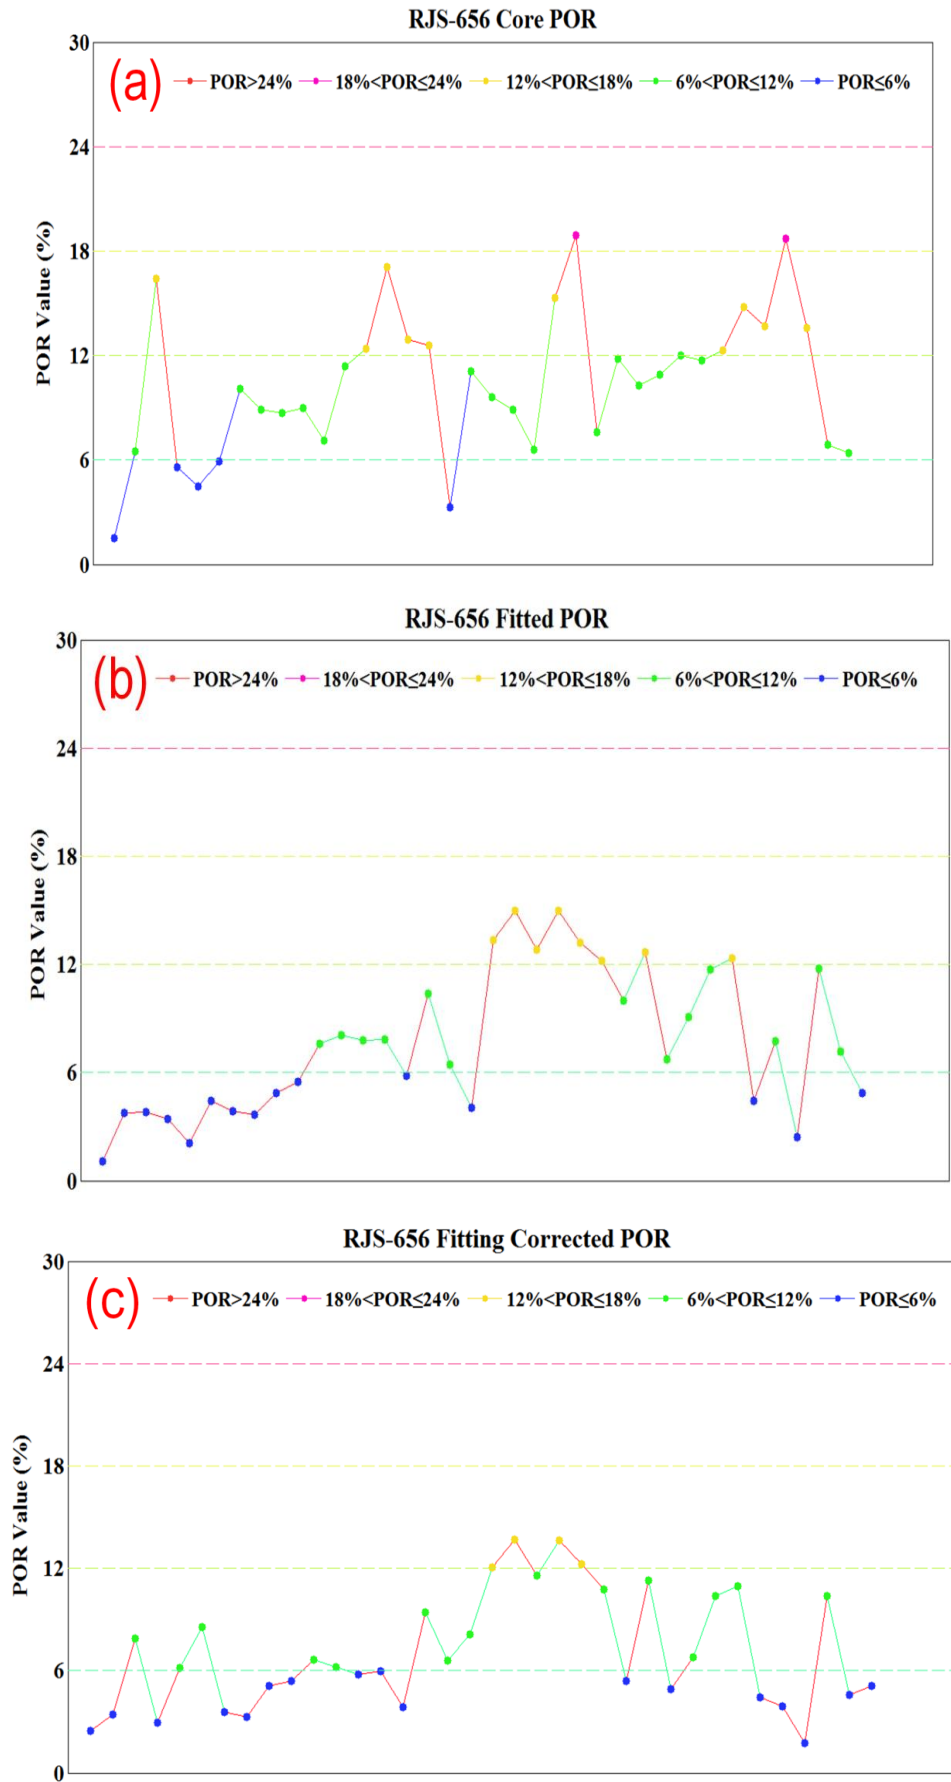 RJS-656 Core POR
(a)
POR>24% 18%<POR≤24% 12%<POR≤18% 6%<POR≤12% POR≤6%
30
24
18
12
6
0
POR Value (%)
RJS-656 Fitted POR
(b)
POR>24% 18%<POR≤24% 12%<POR≤18% 6%<POR≤12% POR≤6%
30
24
18
12
6
0
POR Value (%)
RJS-656 Fitting Corrected POR
(c)
POR>24% 18%<POR≤24% 12%<POR≤18% 6%<POR≤12% POR≤6%
30
24
18
12
6
0
POR Value (%)